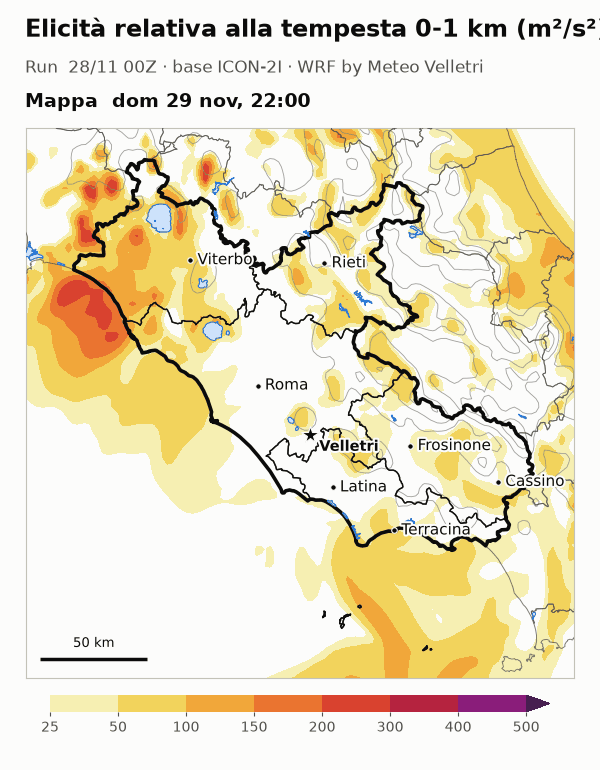 Elicità relativa alla tempesta 0-1 km (m²/s²)
Run 28/11 00Z · base ICON-2I · WRF by Meteo Velletri
Mappa dom 29 nov, 22:00
Viterbo
Rieti
Roma
Velletri
Frosinone
Cassino
Latina
Terracina
50 km
25 50 100 150 200 300 400 500